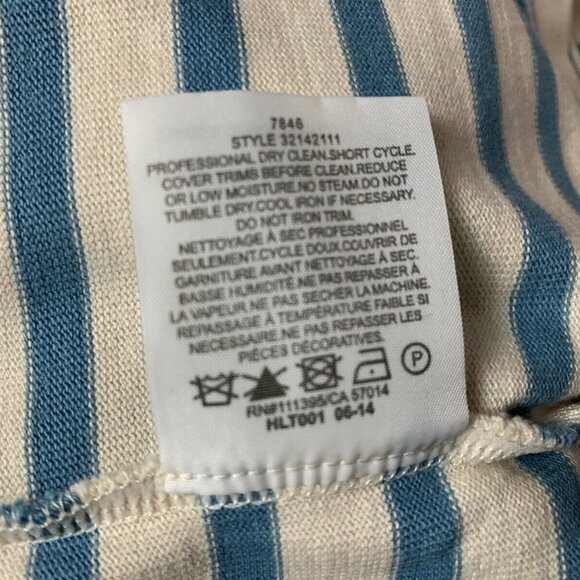 7846
STYLE 32142111
PROFESSIONAL DRY CLEAN.SHORT CYCLE.
COVER TRIMS BEFORE CLEAN.REDUCE
OR LOW MOISTURE.NO STEAM.DO NOT
TUMBLE DRY.COOL IRON IF NECESSARY.
DO NOT IRON TRIM.
NETTOYAGE À SEC PROFESSIONNEL
SEULEMENT.CYCLE DOUX.COUVRIR DE
GARNITURE AVANT NETTOYAGE À SEC.
BASSE HUMIDITÉ.NE PAS REPASSER À
LA VAPEUR.NE PAS SECHER LA MACHINE.
REPASSAGE À TEMPÉRATURE FAIBLE SI
NÉCESSAIRE.NE PAS REPASSER LES
PIÈCES DÉCORATIVES.
P
RN#111395/CA 57014
HLT001 06-14